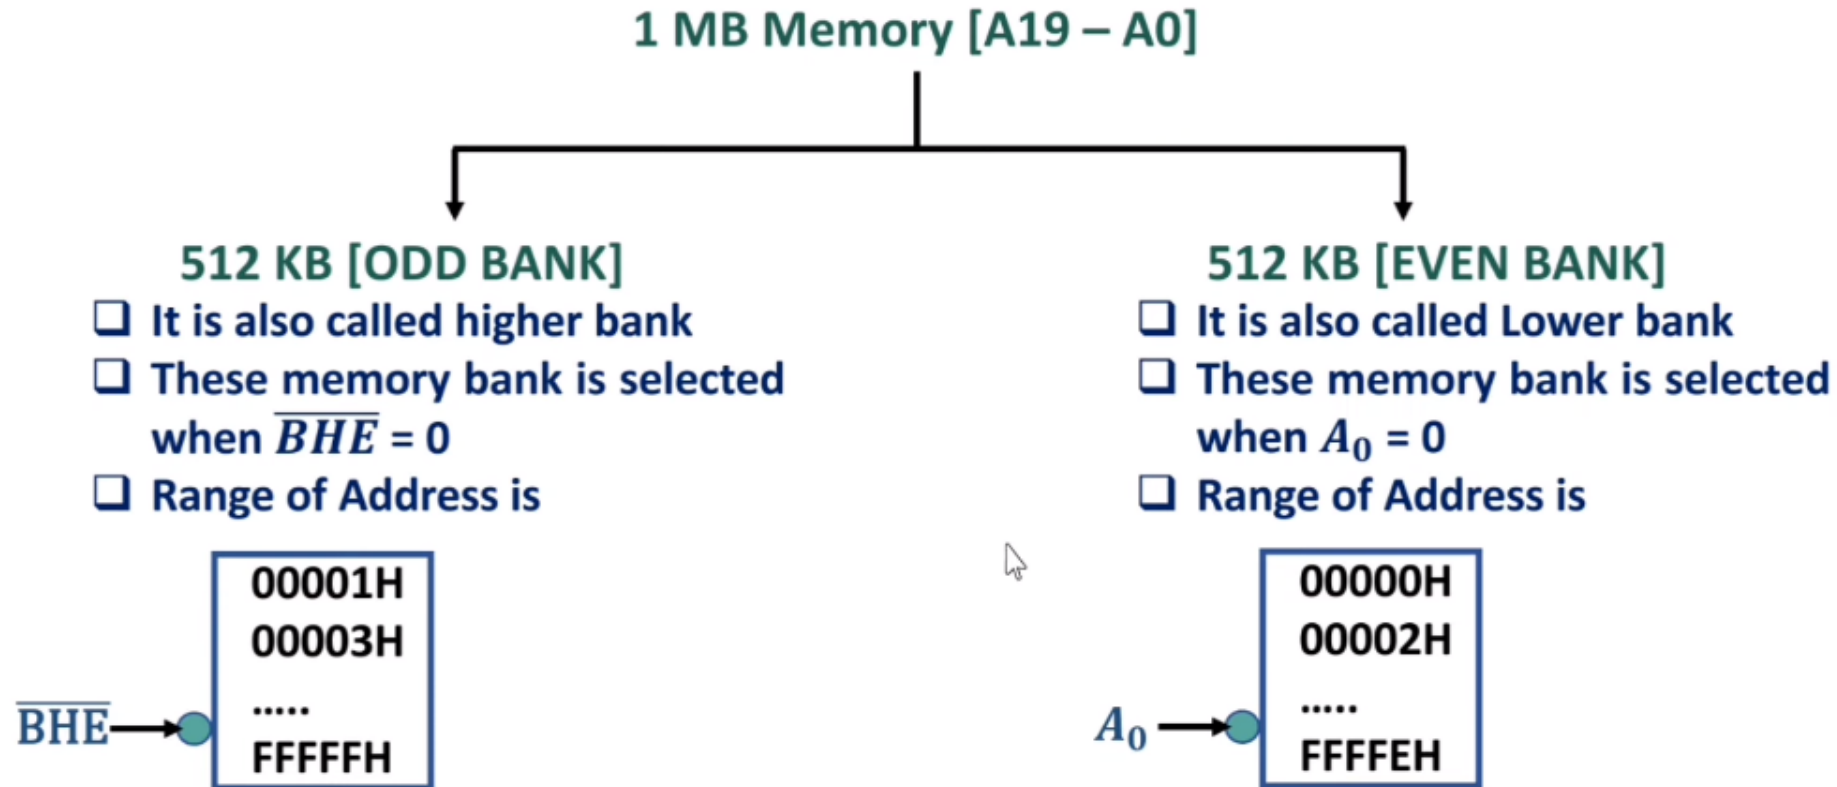 1 MB Memory [A19 – A0]
512 KB [ODD BANK]
❑ It is also called higher bank
❑ These memory bank is selected
when B̅H̅E̅ = 0
❑ Range of Address is
00001H
00003H
.....
FFFFFH
B̅H̅E̅
512 KB [EVEN BANK]
❑ It is also called Lower bank
❑ These memory bank is selected
when A₀ = 0
❑ Range of Address is
00000H
00002H
.....
FFFFEH
A₀